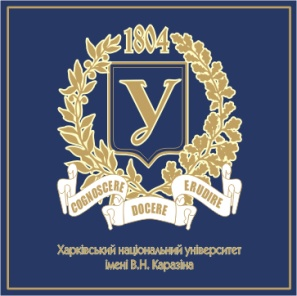 1804
У
COGNOSCERE
DOCERE
ERUDIRE
Харківський національний університет
імені В.Н. Каразіна